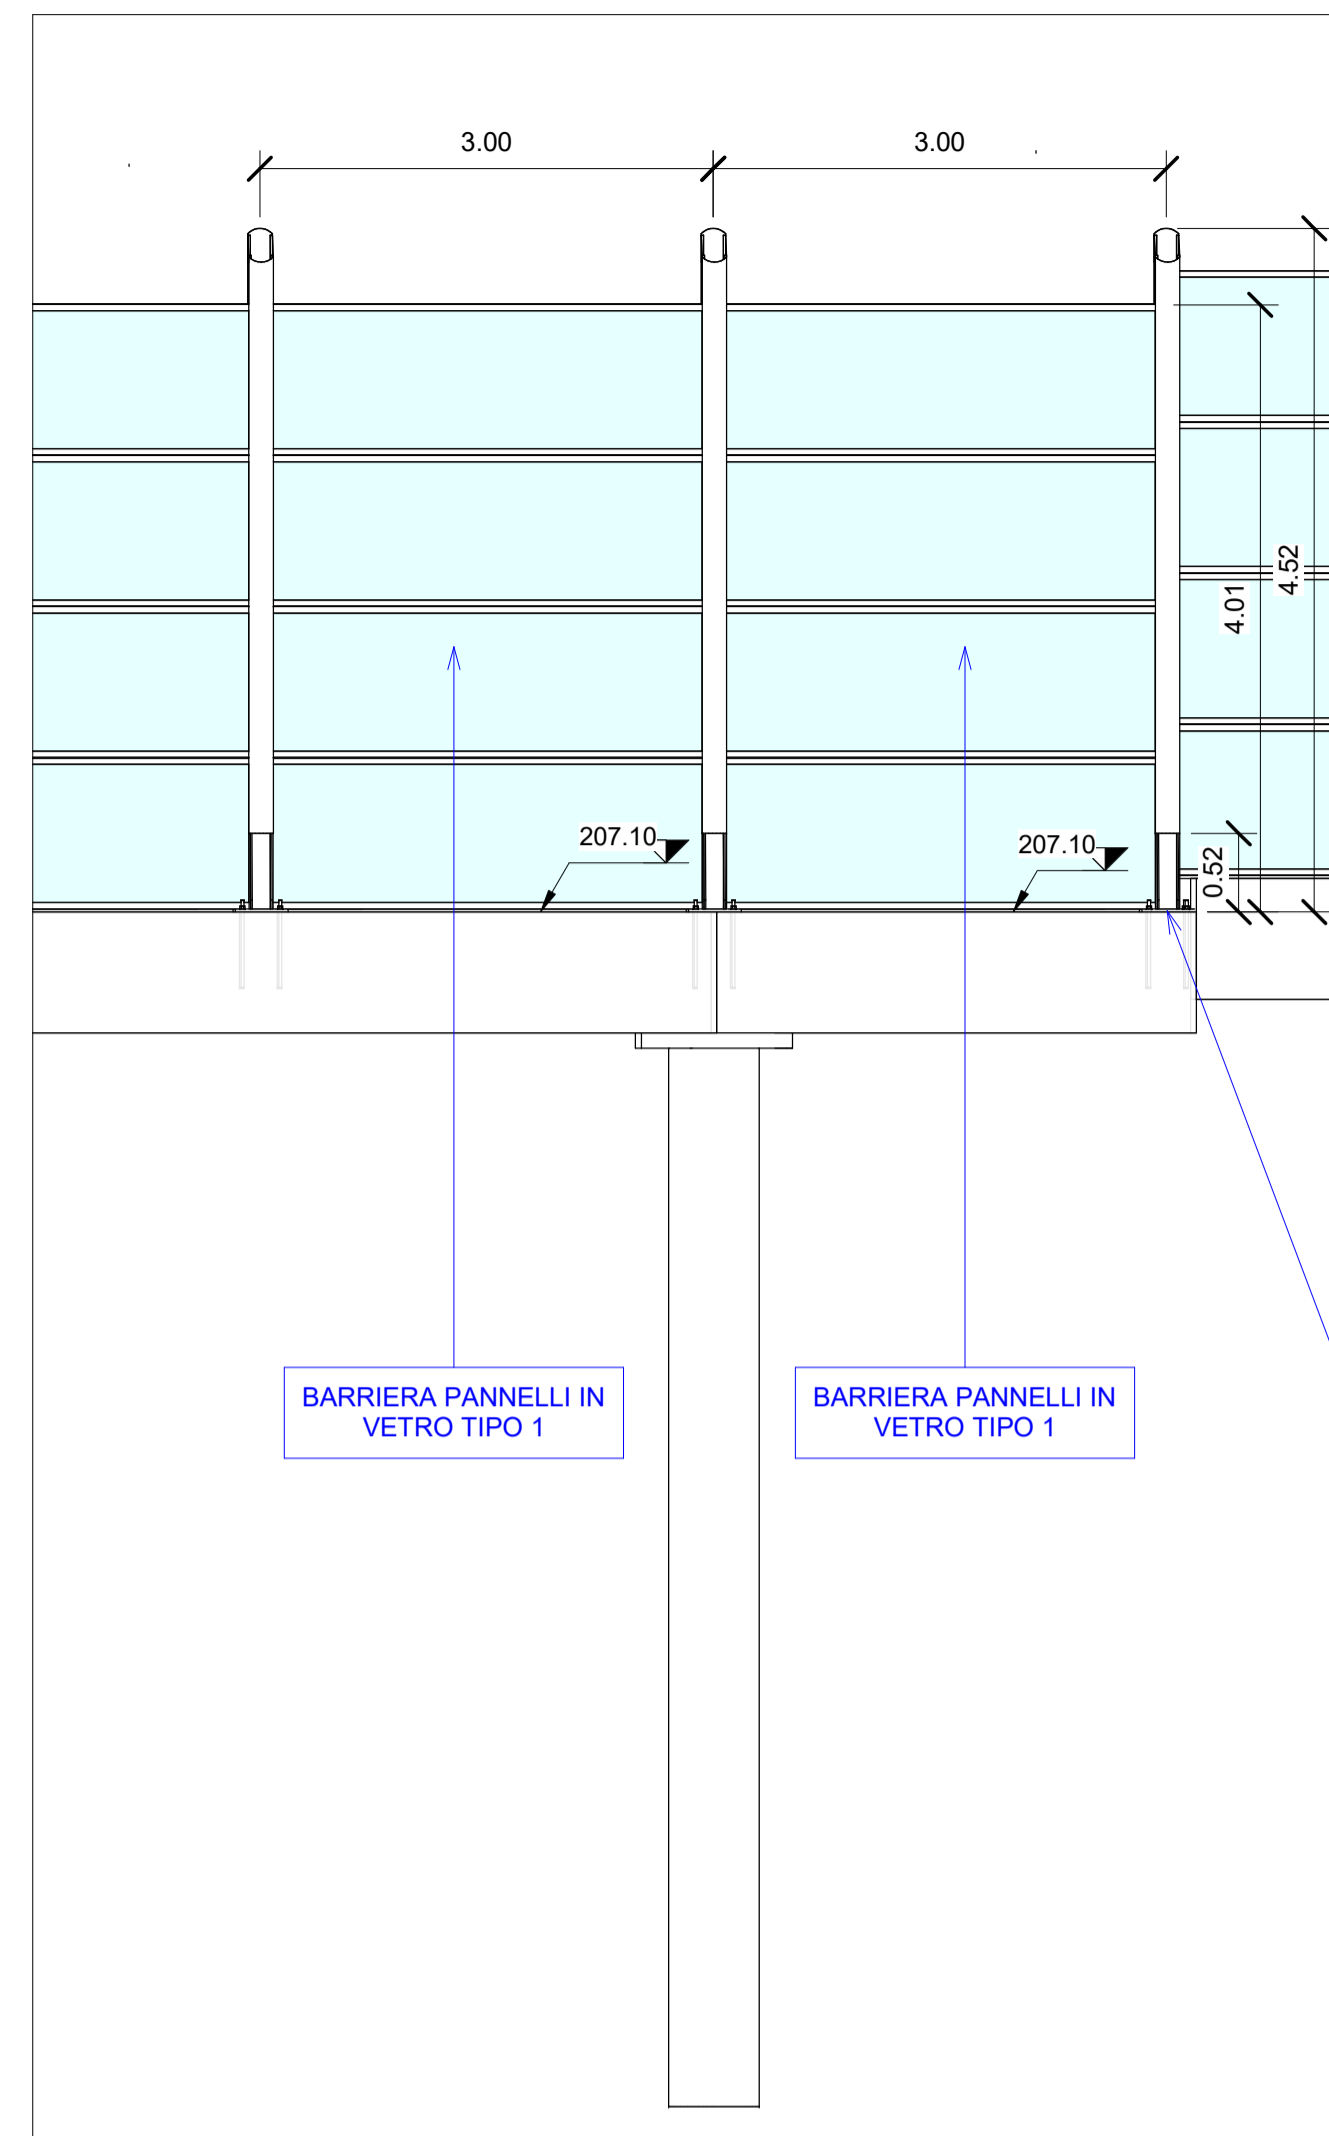 3.00
3.00
4.52
4.01
207.10
207.10
0.52
BARRIERA PANNELLI IN
VETRO TIPO 1
BARRIERA PANNELLI IN
VETRO TIPO 1